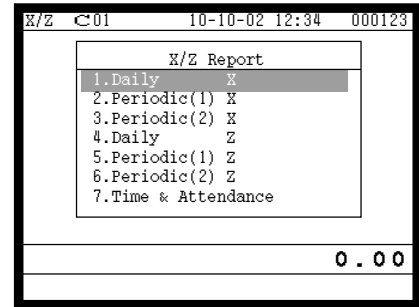 X/Z C01 10-10-02 12:34 000123
X/Z Report
1.Daily X
2.Periodic(1) X
3.Periodic(2) X
4.Daily Z
5.Periodic(1) Z
6.Periodic(2) Z
7.Time & Attendance
0.00